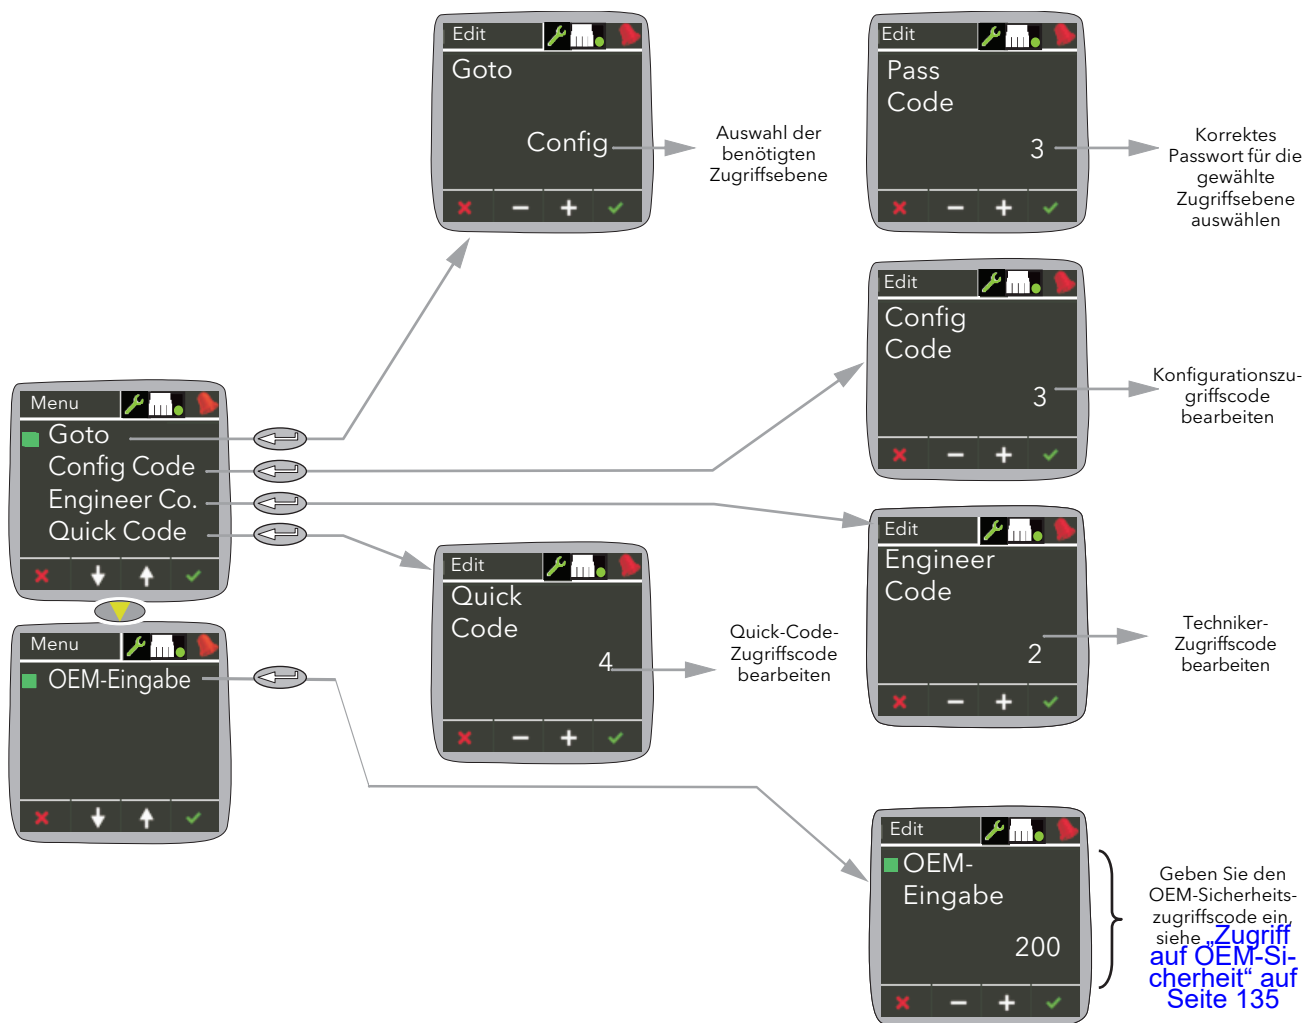 Edit
Goto
Config
Auswahl der
benötigten
Zugriffsebene
Edit
Pass
Code
3
Korrektes
Passwort für die
gewählte
Zugriffsebene
auswählen
Edit
Config
Code
3
Konfigurationszu-
griffscode
bearbeiten
Menu
Goto
Config Code
Engineer Co.
Quick Code
Edit
Quick
Code
4
Quick-Code-
Zugriffscode
bearbeiten
Edit
Engineer
Code
2
Techniker-
Zugriffscode
bearbeiten
Menu
OEM-Eingabe
Edit
OEM-
Eingabe
200
Geben Sie den
OEM-Sicherheits-
zugriffscode ein,
siehe „Zugriff
auf OEM-Si-
cherheit“ auf
Seite 135